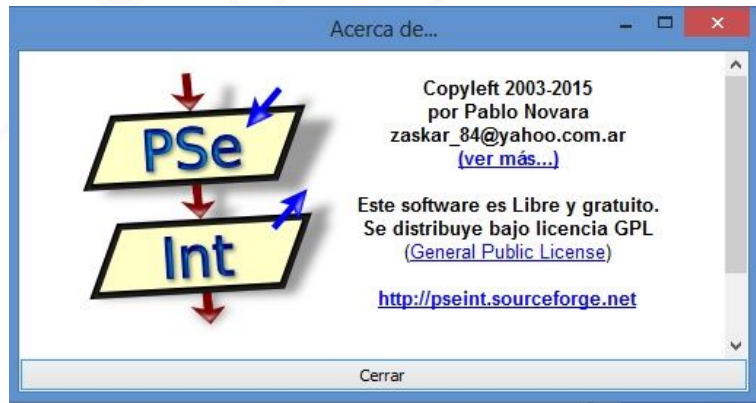 Acerca de...
PSe
Int
Copyleft 2003-2015
por Pablo Novara
zaskar_84@yahoo.com.ar
(ver más...)
Este software es Libre y gratuito.
Se distribuye bajo licencia GPL
(General Public License)
http://pseint.sourceforge.net
Cerrar